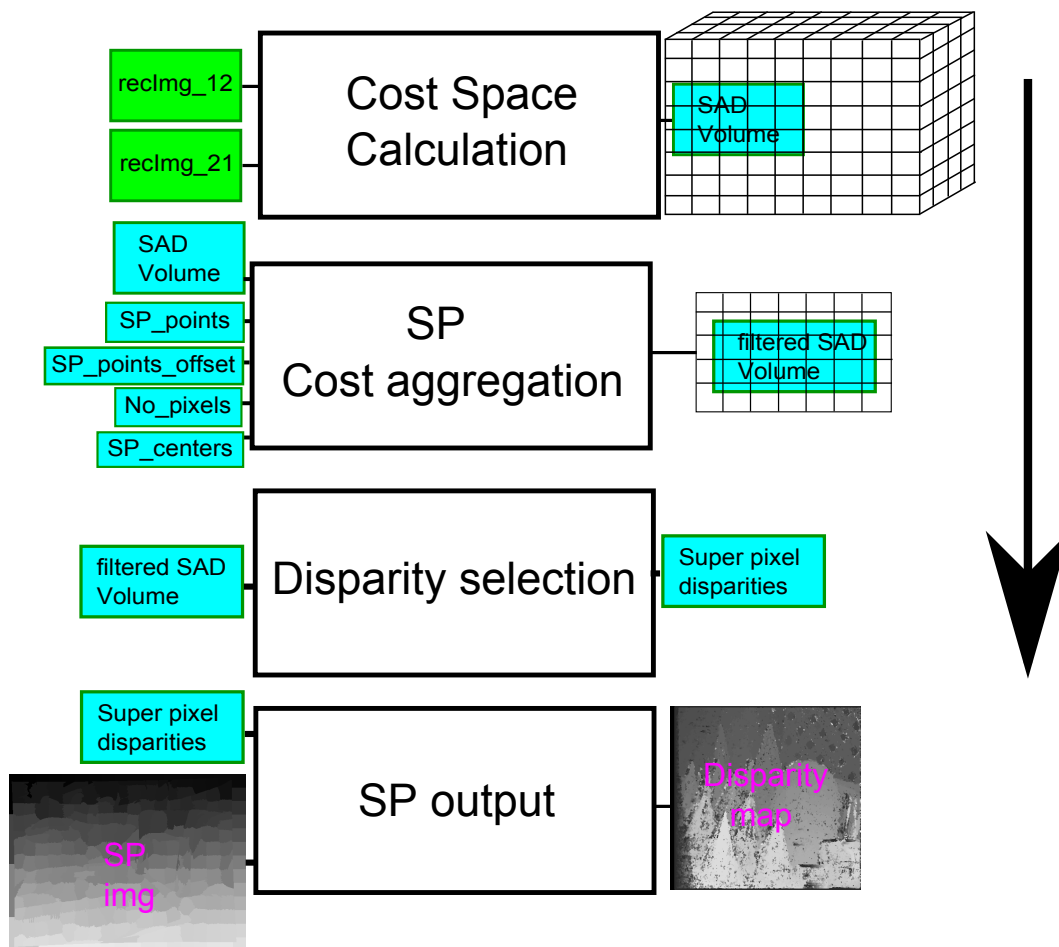 recImg_12
recImg_21
Cost Space
Calculation
SAD
Volume
SAD
Volume
SP_points
SP_points_offset
No_pixels
SP_centers
SP
Cost aggregation
filtered SAD
Volume
filtered SAD
Volume
Disparity selection
Super pixel
disparities
Super pixel
disparities
SP
img
SP output
Disparity
map